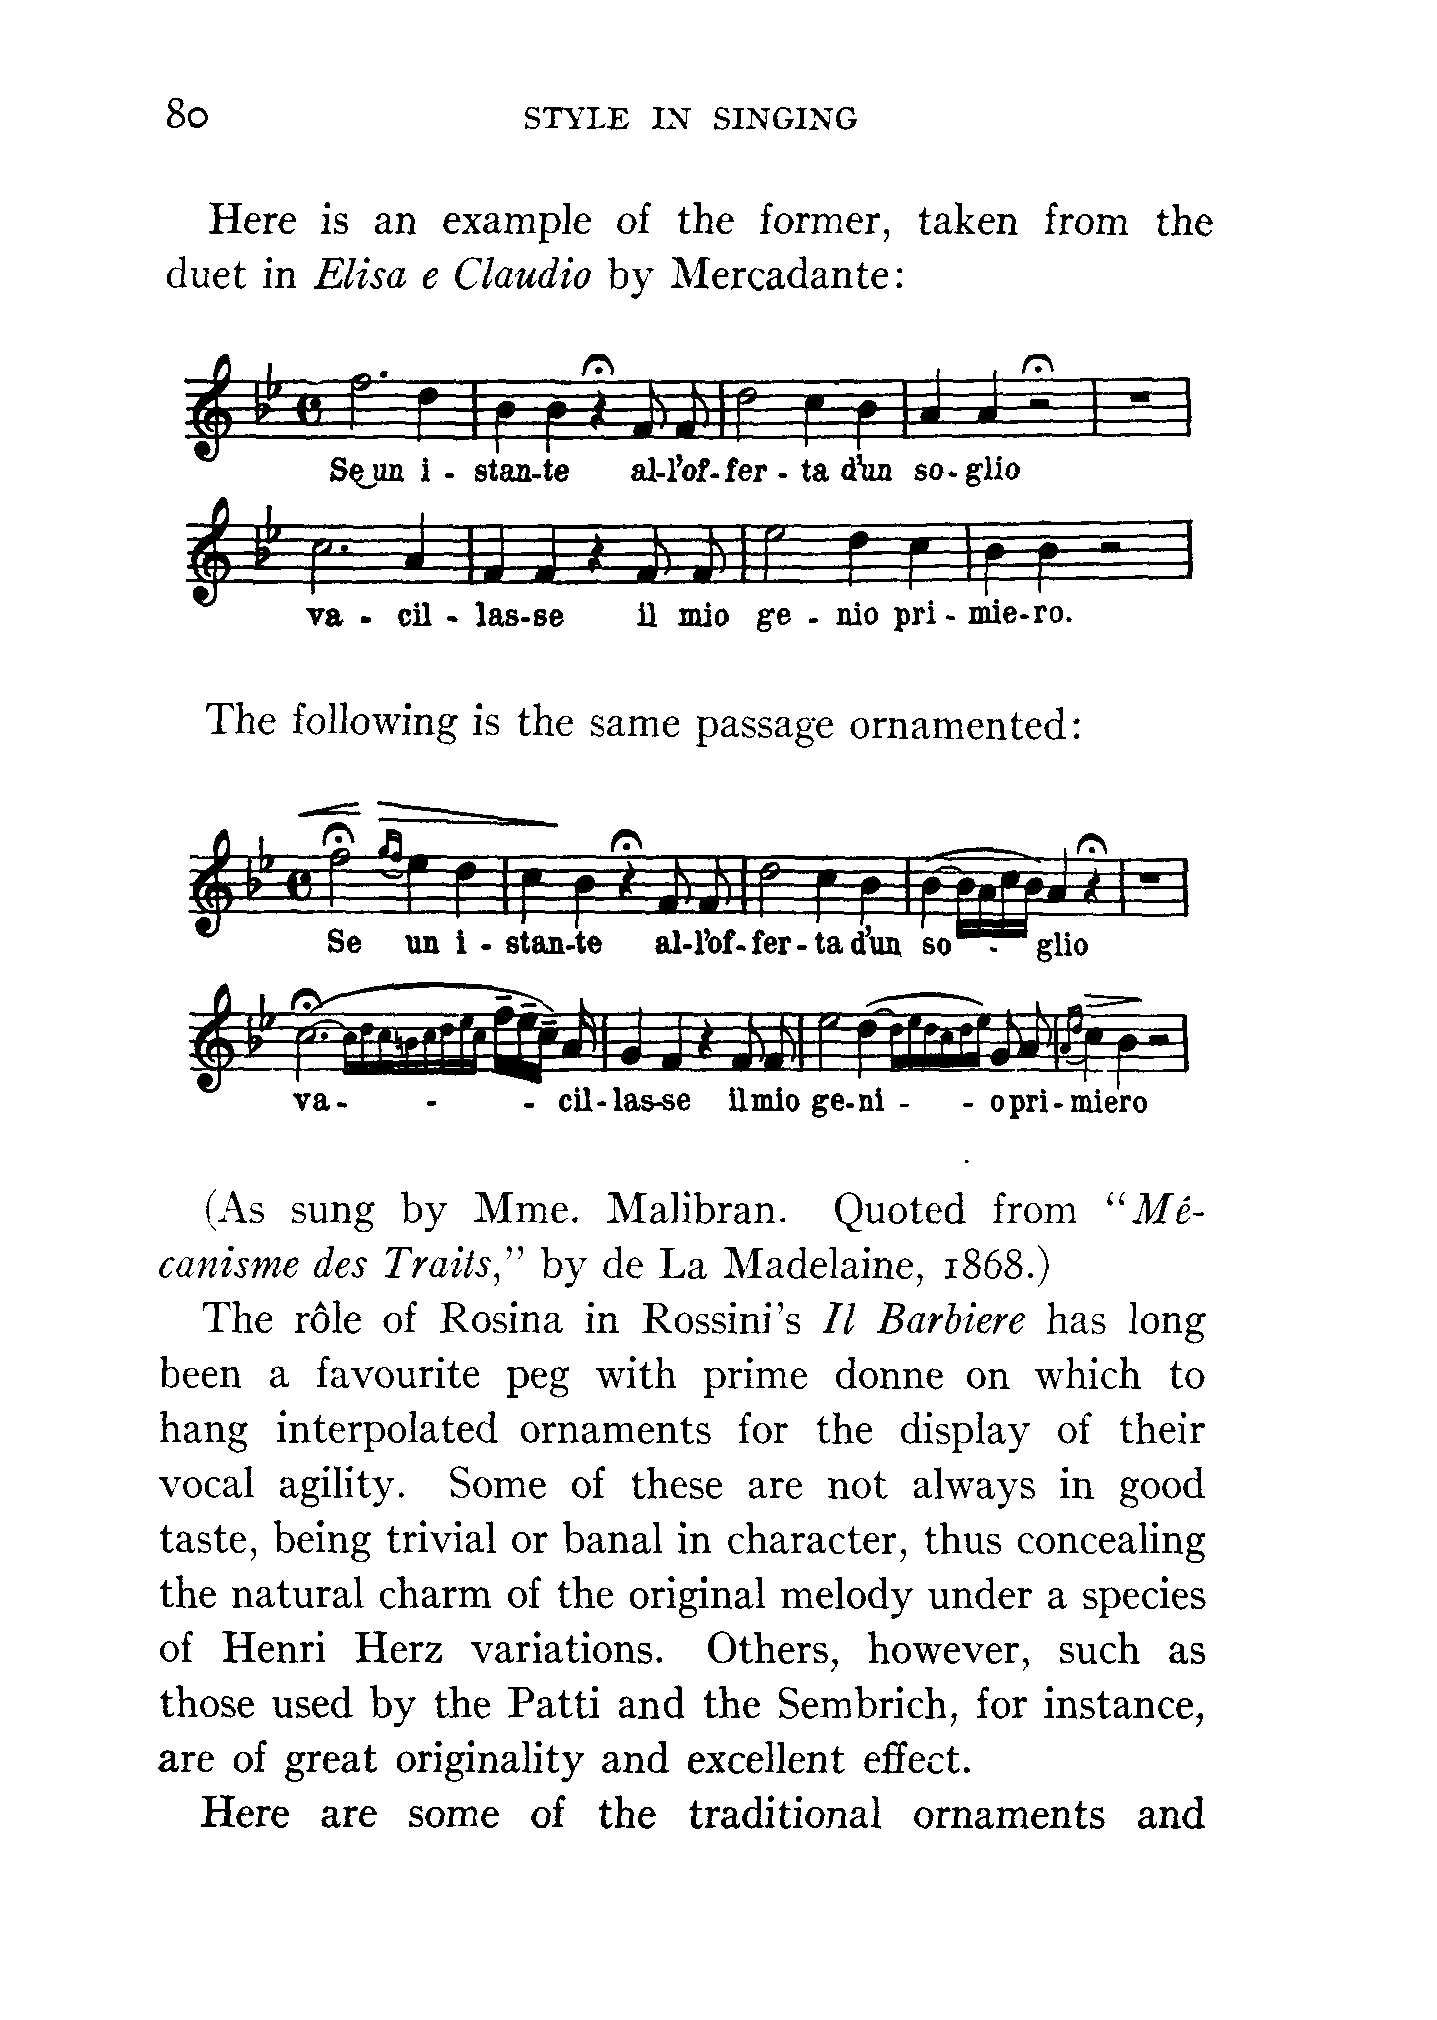 80 STYLE IN SINGING
Here is an example of the former, taken from the
duet in Elisa e Claudio by Mercadante:
Se un i - stan-te al-l'of-fer - ta d'un so-glio
va - cil - las-se il mio ge - nio pri - mie-ro.
The following is the same passage ornamented:
Se un i - stan-te al-l'of-fer-ta d'un so - glio
va- - - cil-las-se il mio ge-ni - - o pri-miero
(As sung by Mme. Malibran. Quoted from "Mé-
canisme des Traits," by de La Madelaine, 1868.)
The rôle of Rosina in Rossini's Il Barbiere has long
been a favourite peg with prime donne on which to
hang interpolated ornaments for the display of their
vocal agility. Some of these are not always in good
taste, being trivial or banal in character, thus concealing
the natural charm of the original melody under a species
of Henri Herz variations. Others, however, such as
those used by the Patti and the Sembrich, for instance,
are of great originality and excellent effect.
Here are some of the traditional ornaments and